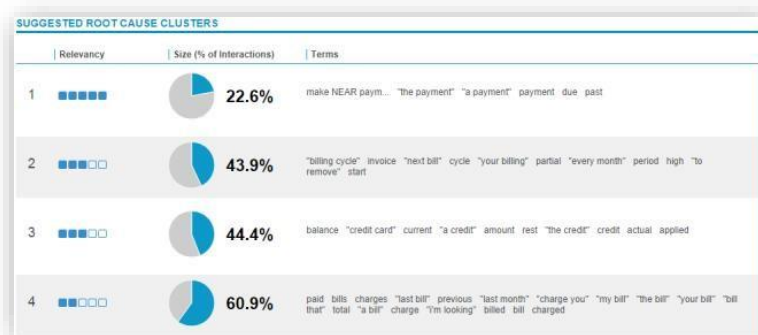 SUGGESTED ROOT CAUSE CLUSTERS
Relevancy Size (% of Interactions) Terms
1 22.6% make NEAR paym... "the payment" "a payment" payment due past
2 43.9% "billing cycle" invoice "next bill" cycle "your billing" partial "every month" period high "to
remove" start
3 44.4% balance "credit card" current "a credit" amount rest "the credit" credit actual applied
4 60.9% paid bills charges "last bill" previous "last month" "charge you" "my bill" "the bill" "your bill" "bill
that" total "a bill" charge "i'm looking" billed bill charged